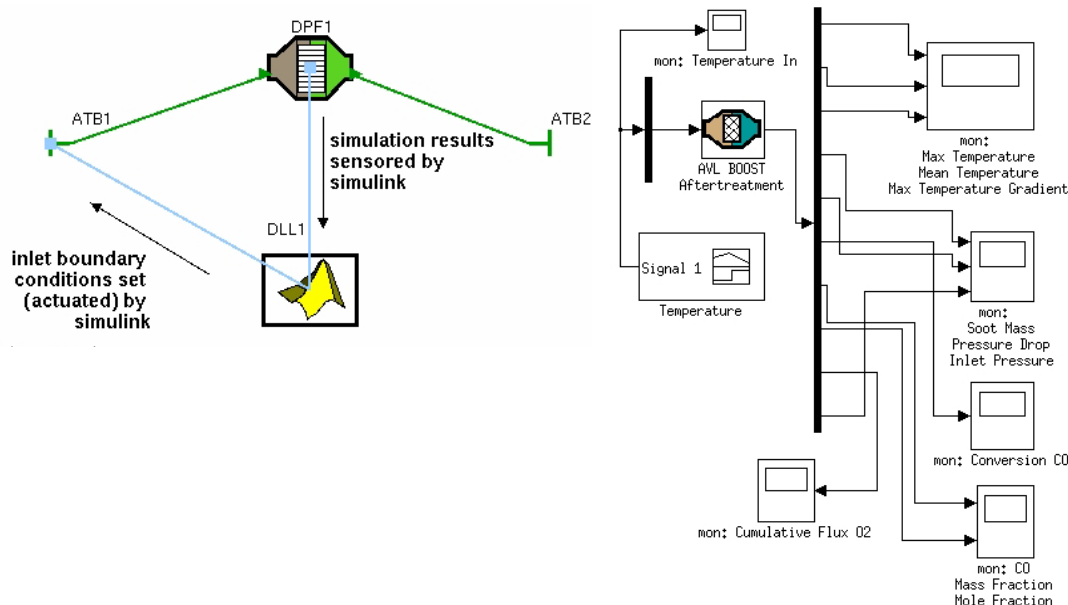 DPF1
ATB1
ATB2
simulation results
sensored by
simulink
DLL1
inlet boundary
conditions set
(actuated) by
simulink
mon: Temperature In
AVL BOOST
Aftertreatment
Signal 1
Temperature
mon:
Max Temperature
Mean Temperature
Max Temperature Gradient
mon:
Soot Mass
Pressure Drop
Inlet Pressure
mon: Conversion CO
mon: Cumulative Flux O2
mon: CO
Mass Fraction
Mole Fraction